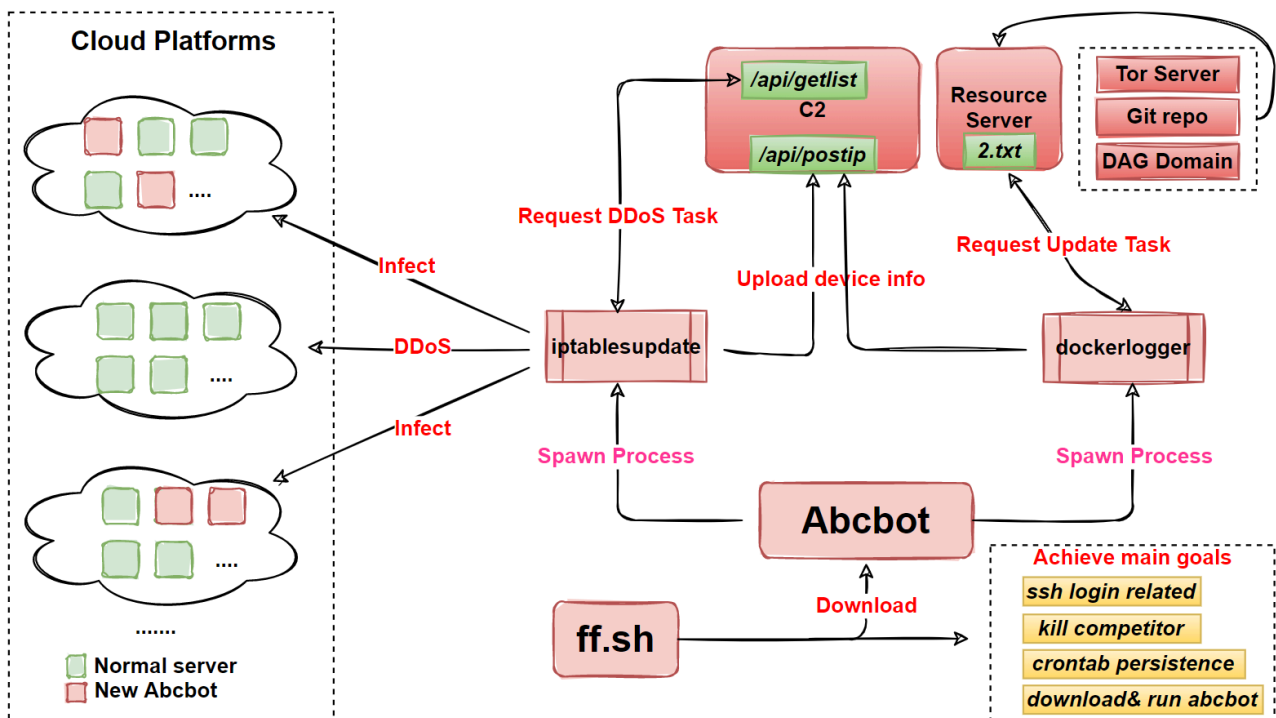 Cloud Platforms
....
Infect
....
DDoS
....
Infect
.......
Normal server
New Abcbot
/api/getlist
C2
/api/postip
Resource
Server
2.txt
Tor Server
Git repo
DAG Domain
Request DDoS Task
Upload device info
Request Update Task
iptablesupdate
dockerlogger
Spawn Process
Spawn Process
Abcbot
Download
ff.sh
Achieve main goals
ssh login related
kill competitor
crontab persistence
download& run abcbot